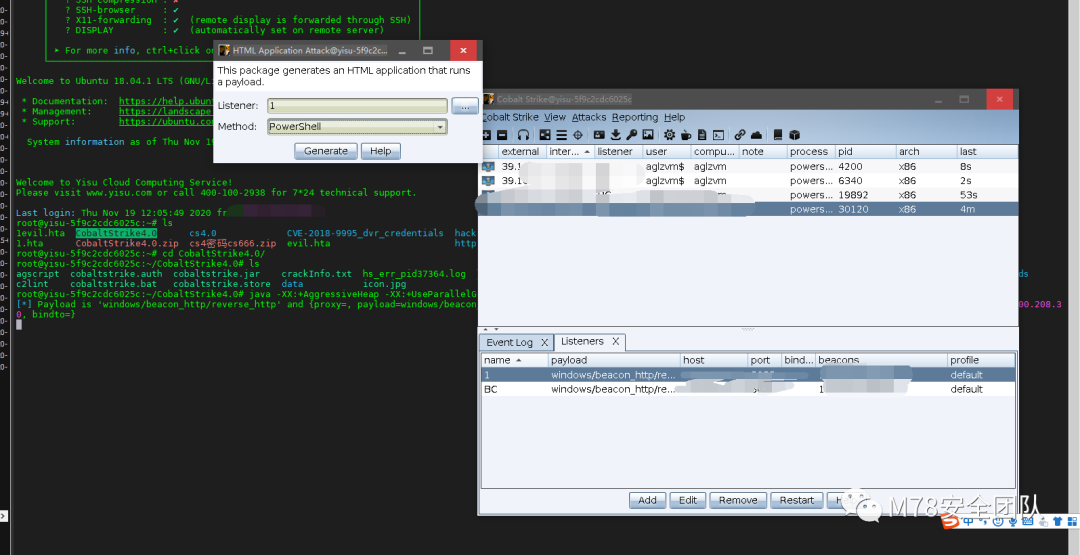 ? SSH-compression : ✘
? SSH-browser : ✔
? X11-forwarding : ✔ (remote display is forwarded through SSH)
? DISPLAY : ✔ (automatically set on remote server)
➤ For more info, ctrl+click on
Welcome to Ubuntu 18.04.1 LTS (GNU/L
* Documentation: https://help.ubunt
* Management: https://landscape
* Support: https://ubuntu.co
System information as of Thu Nov 19
Welcome to Yisu Cloud Computing Service!
Please visit www.yisu.com or call 400-100-2938 for 7*24 technical support.
Last login: Thu Nov 19 12:05:49 2020 fr
root@yisu-5f9c2cdc6025c:~# ls
1evil.hta CobaltStrike4.0 cs4.0 CVE-2018-9995_dvr_credentials hack
1.hta CobaltStrike4.0.zip cs4密码cs666.zip evil.hta http
root@yisu-5f9c2cdc6025c:~# cd CobaltStrike4.0/
root@yisu-5f9c2cdc6025c:~/CobaltStrike4.0# ls
agscript cobaltstrike.auth cobaltstrike.jar crackInfo.txt hs_err_pid37364.log ds
c2lint cobaltstrike.bat cobaltstrike.store data icon.jpg
root@yisu-5f9c2cdc6025c:~/CobaltStrike4.0# java -XX:+AggressiveHeap -XX:+UseParallelG
[*] Payload is 'windows/beacon_http/reverse_http' and {proxy=, payload=windows/beacon 00.208.3
0, bindto=}
HTML Application Attack@yisu-5f9c2c...
This package generates an HTML application that runs
a payload.
Listener: 1 ...
Method: PowerShell
Generate Help
Cobalt Strike@yisu-5f9c2cdc6025c
Cobalt Strike View Attacks Reporting Help
external inter... listener user compu... note process pid arch last
39.1 aglzvm$ aglzvm powers... 4200 x86 8s
39.1 aglzvm$ aglzvm powers... 6340 x86 2s
powers... 19892 x86 53s
powers... 30120 x86 4m
Event Log X Listeners X
name payload host port bind... beacons profile
1 windows/beacon_http/re... default
BC windows/beacon_http/re... 1 default
Add Edit Remove Restart H
M78安全团队
中